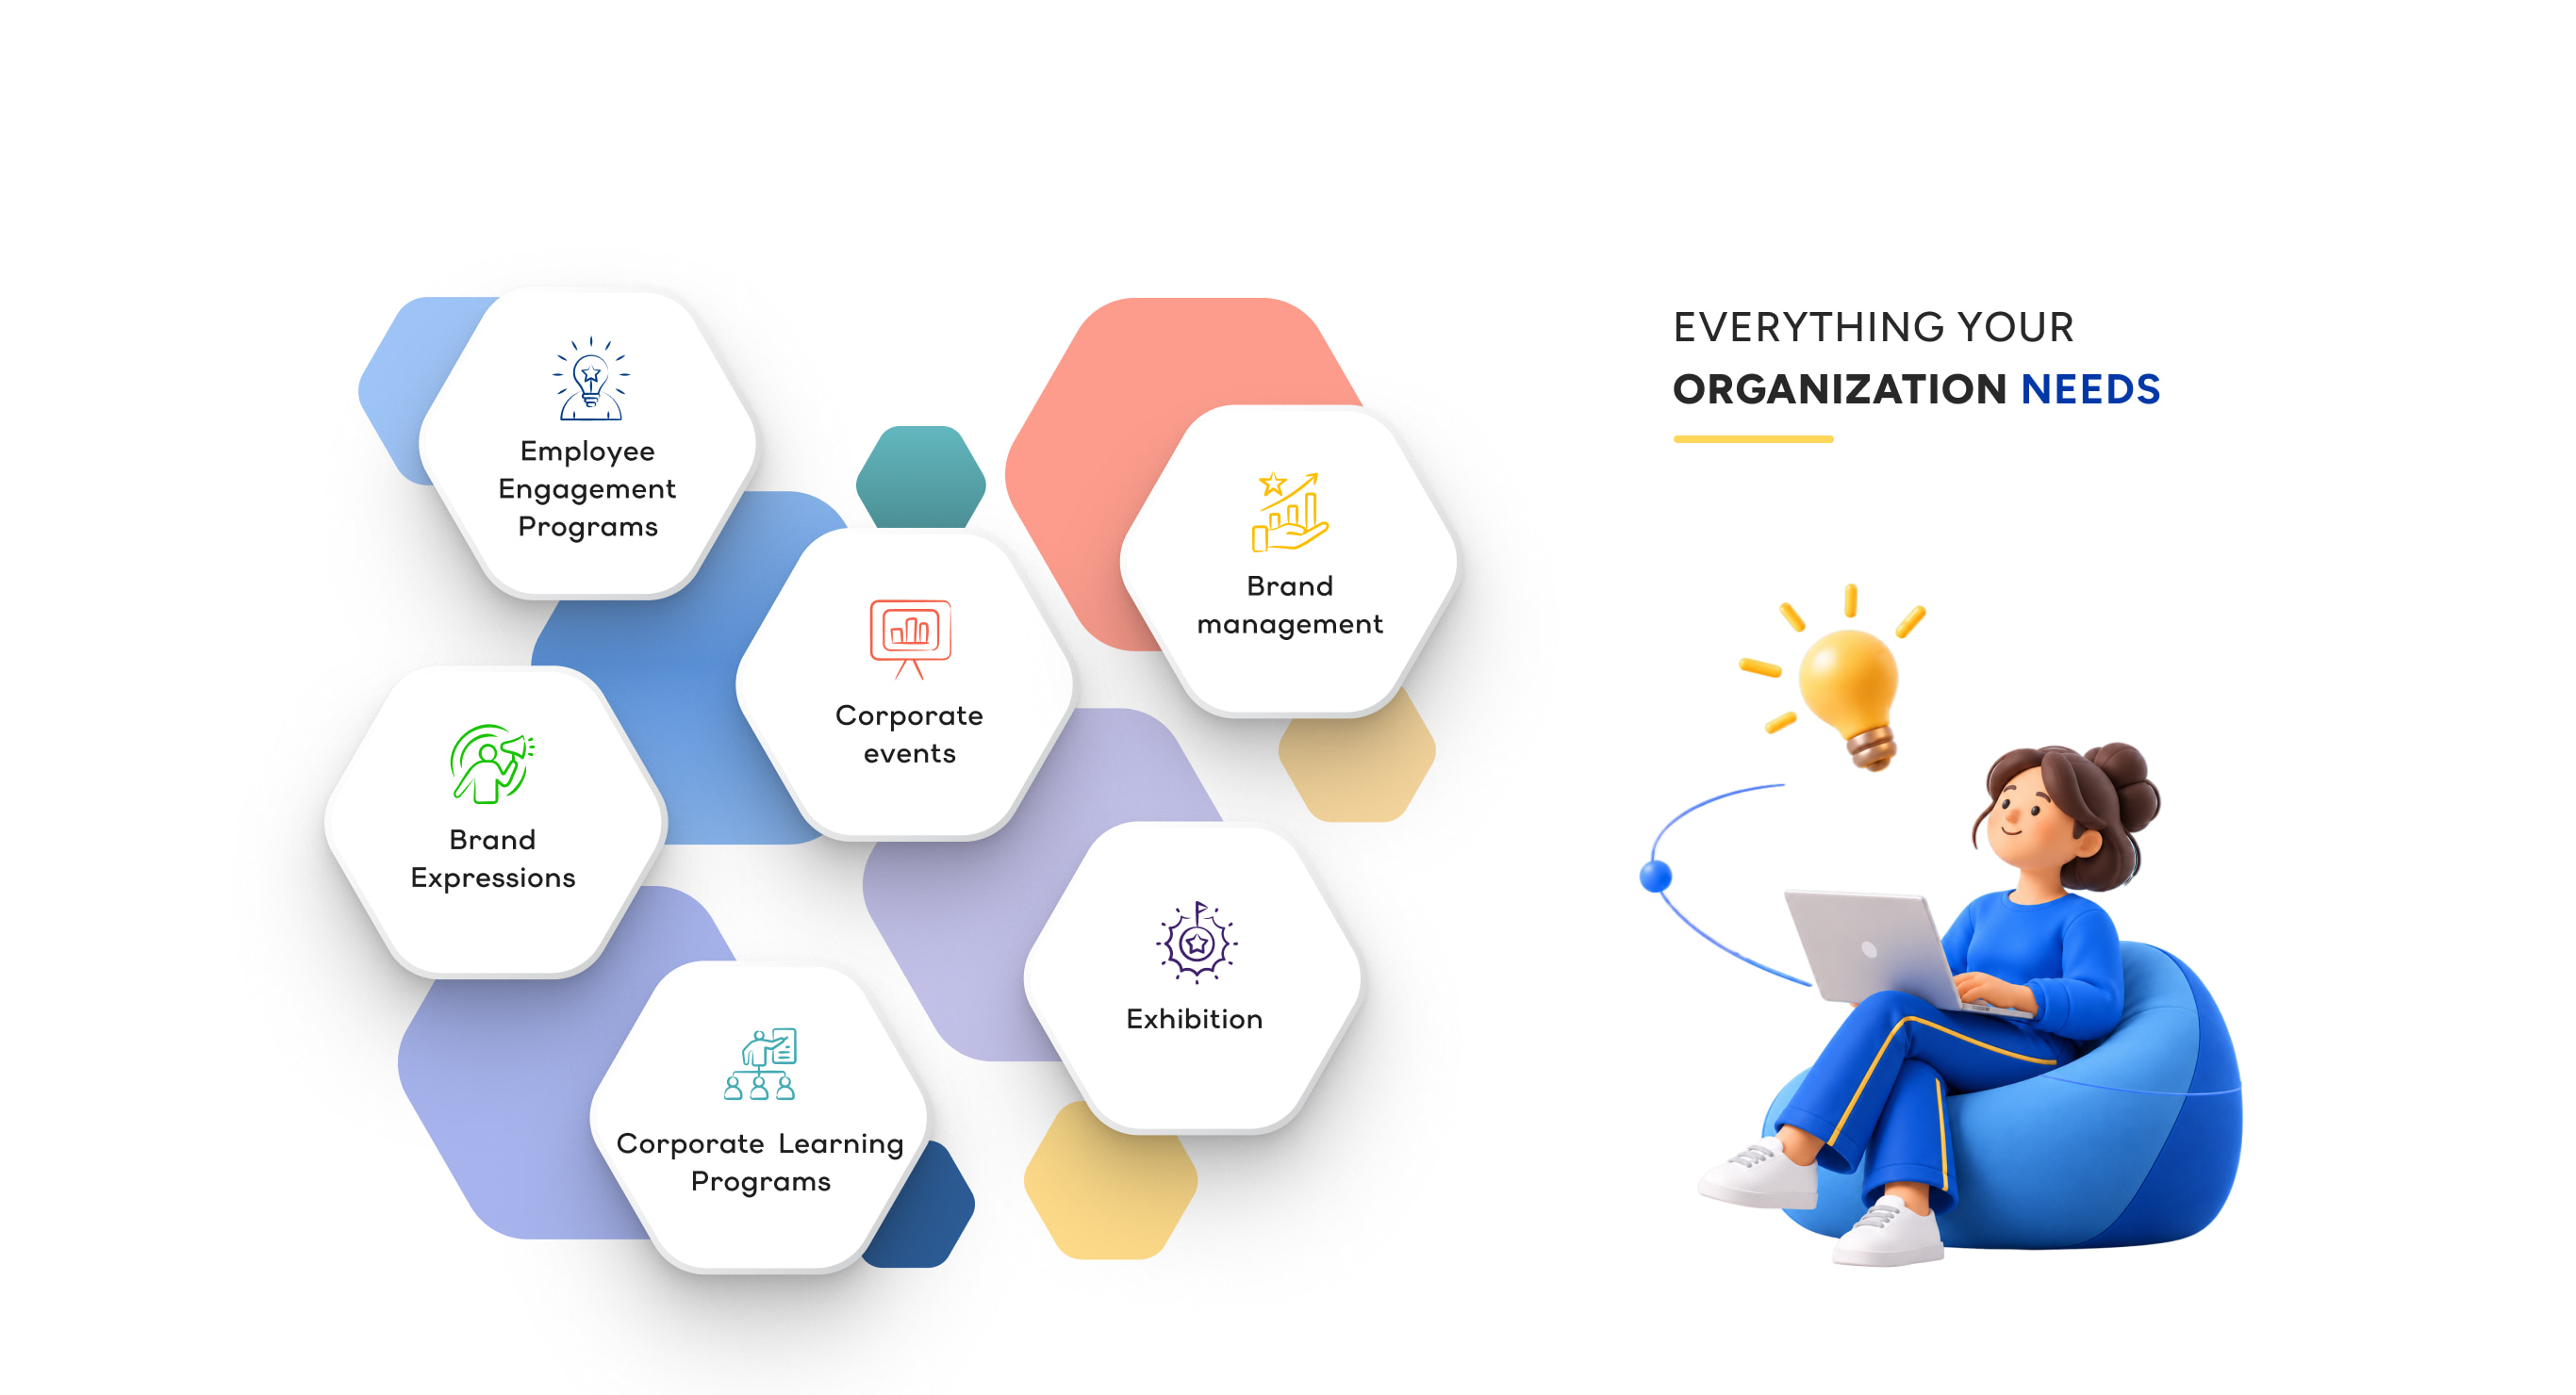 EVERYTHING YOUR
ORGANIZATION NEEDS
Employee
Engagement
Programs
Brand
management
Corporate
events
Brand
Expressions
Exhibition
Corporate Learning
Programs